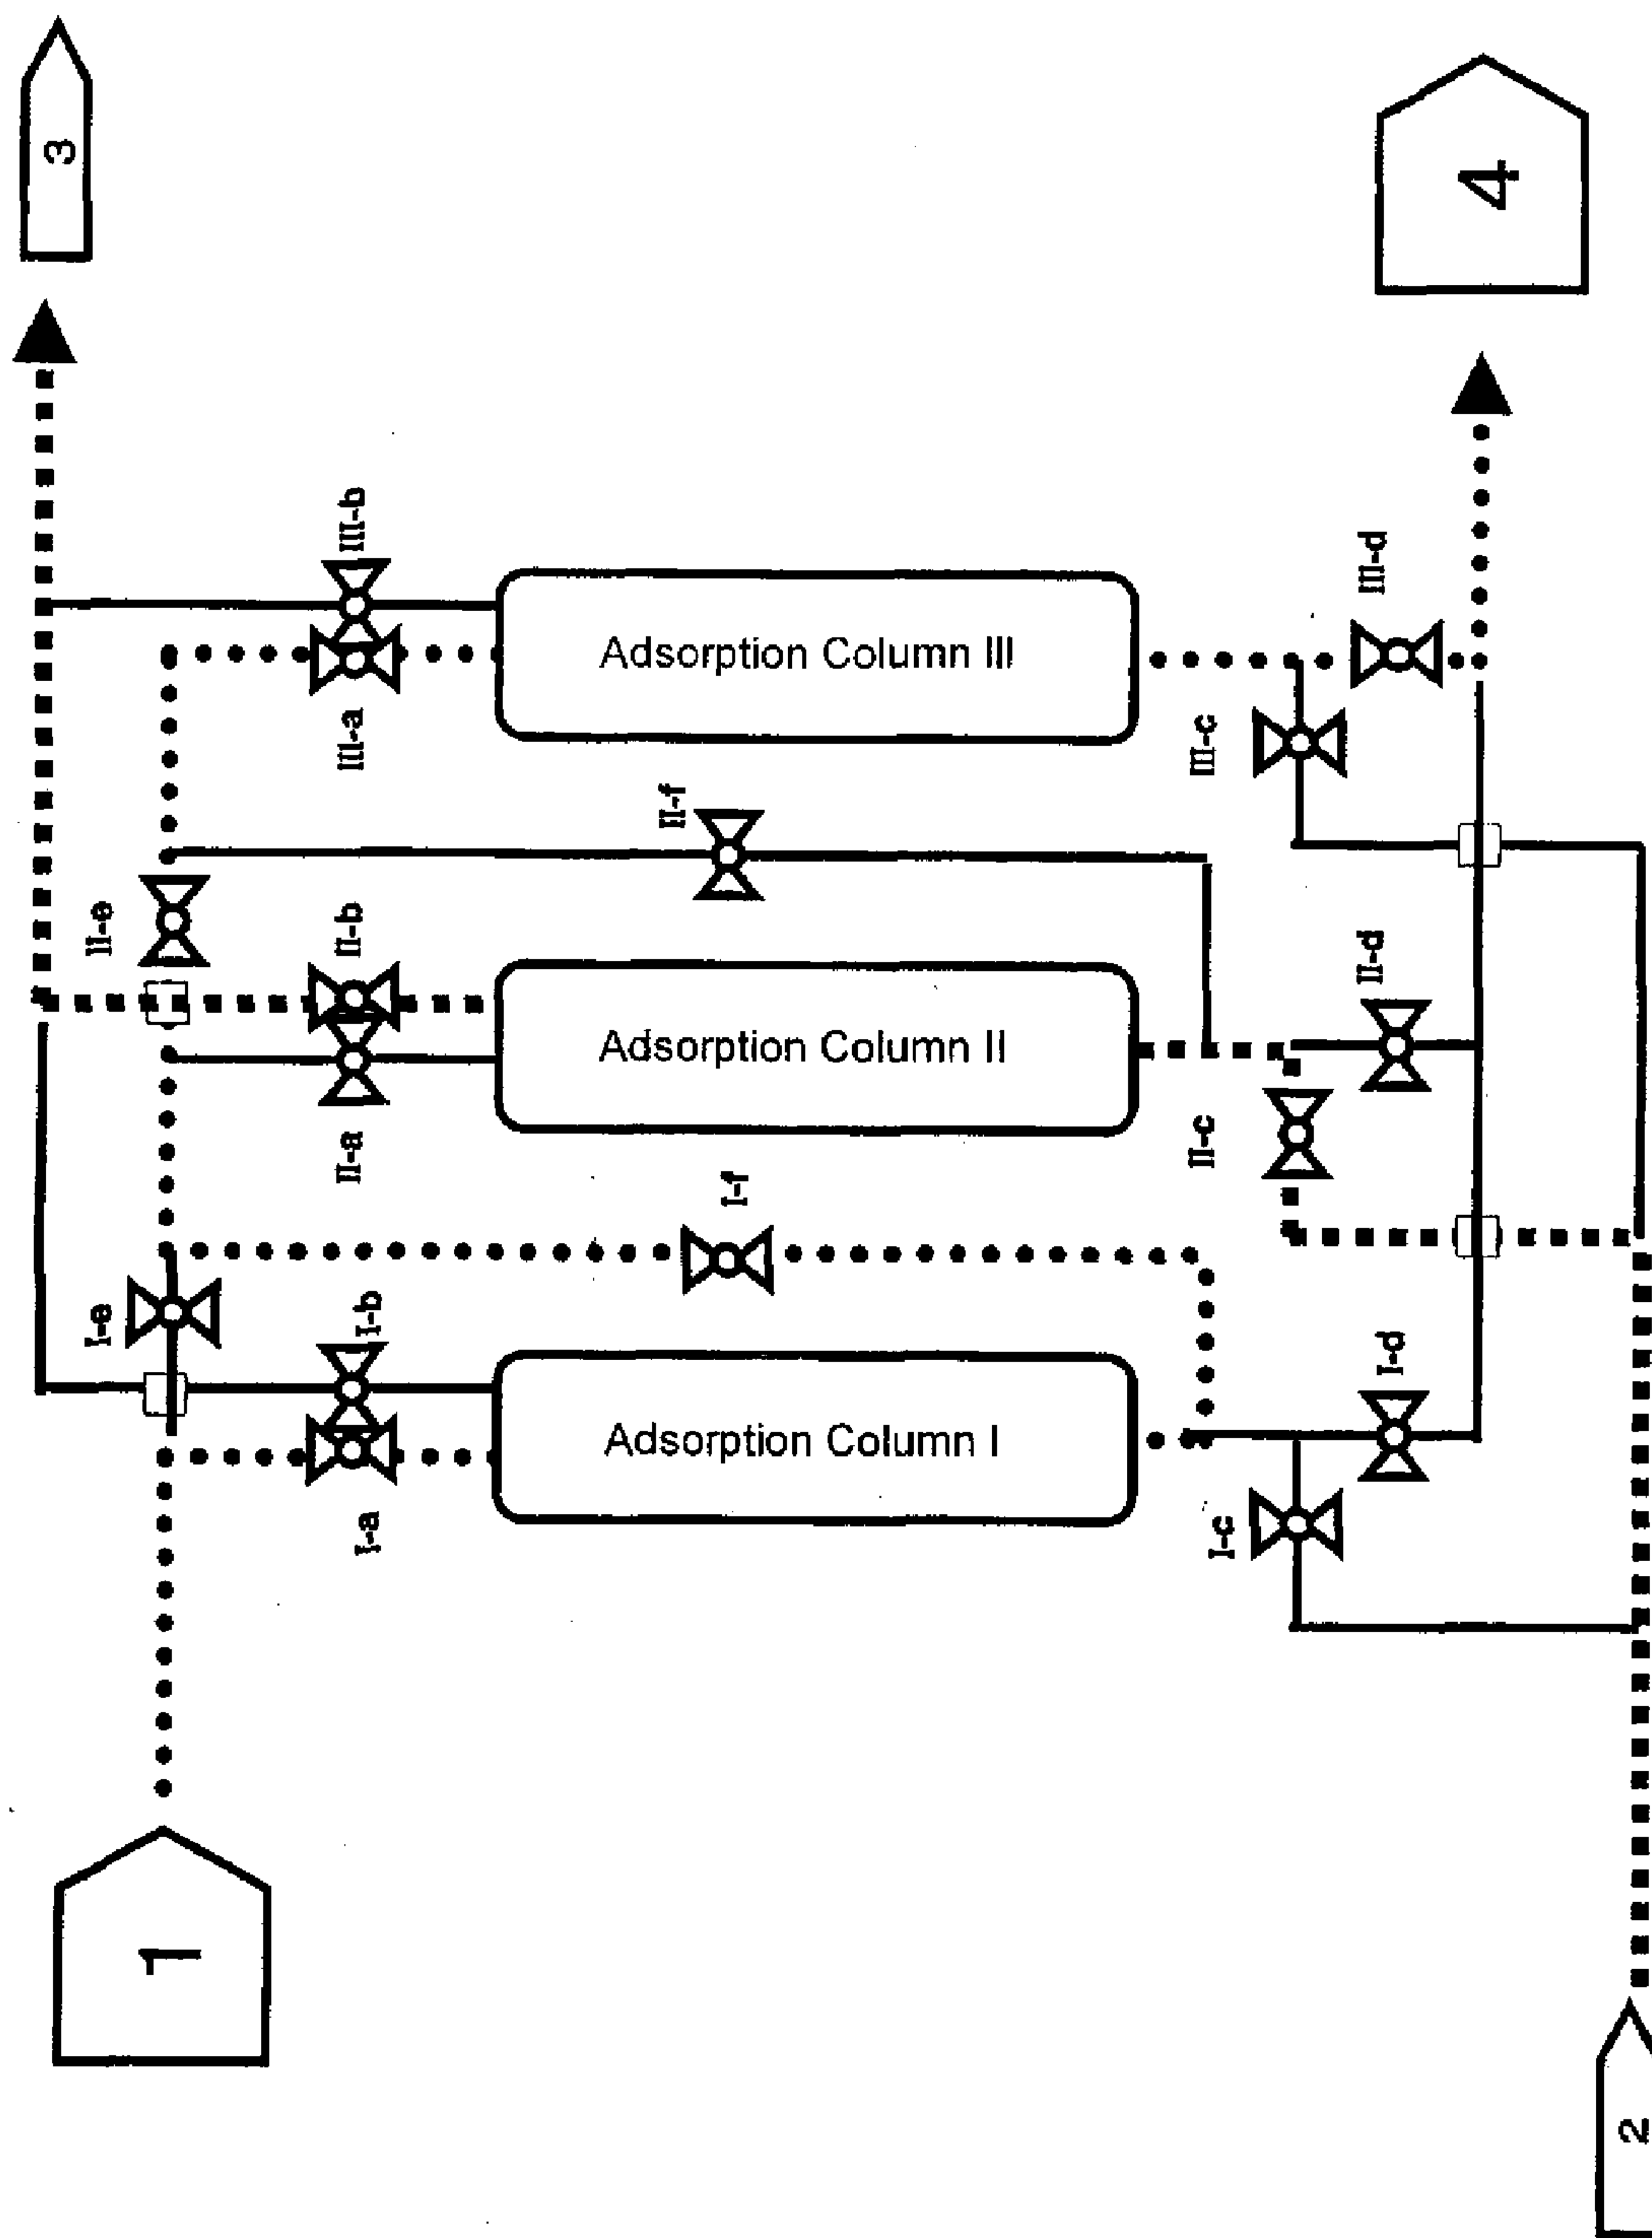 3
4
III-b
III-a
Adsorption Column III
III-d
III-c
II-f
II-e
II-b
II-a
Adsorption Column II
II-d
II-c
I-f
I-e
I-b
I-a
Adsorption Column I
I-d
I-c
1
2